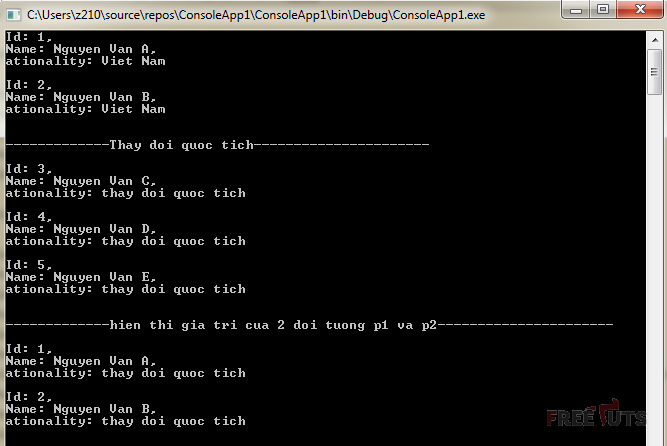 C:\Users\z210\source\repos\ConsoleApp1\ConsoleApp1\bin\Debug\ConsoleApp1.exe
Id: 1,
Name: Nguyen Van A,
ationality: Viet Nam
Id: 2,
Name: Nguyen Van B,
ationality: Viet Nam
-------------Thay doi quoc tich----------------------
Id: 3,
Name: Nguyen Van C,
ationality: thay doi quoc tich
Id: 4,
Name: Nguyen Van D,
ationality: thay doi quoc tich
Id: 5,
Name: Nguyen Van E,
ationality: thay doi quoc tich
-------------hien thi gia tri cua 2 doi tuong p1 va p2----------------------
Id: 1,
Name: Nguyen Van A,
ationality: thay doi quoc tich
Id: 2,
Name: Nguyen Van B,
ationality: thay doi quoc tich
FREETUTS